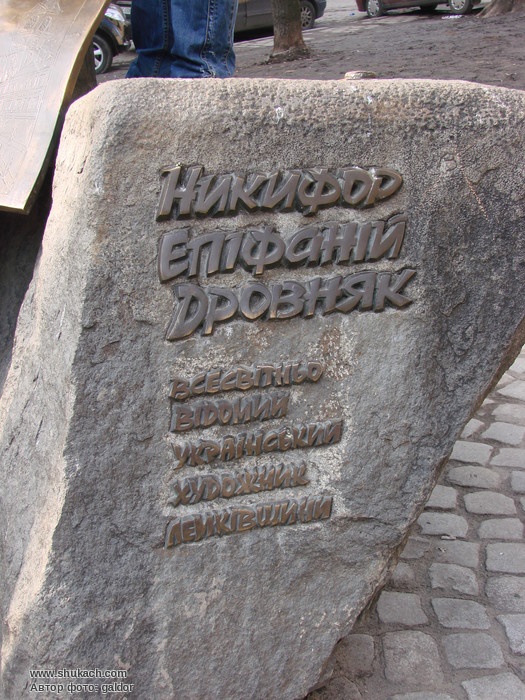 Никифор
Епіфаній
Дровняк
всесвітньо
відомий
український
художник
Лемківщини
www.shukach.com
Автор фото: galdor